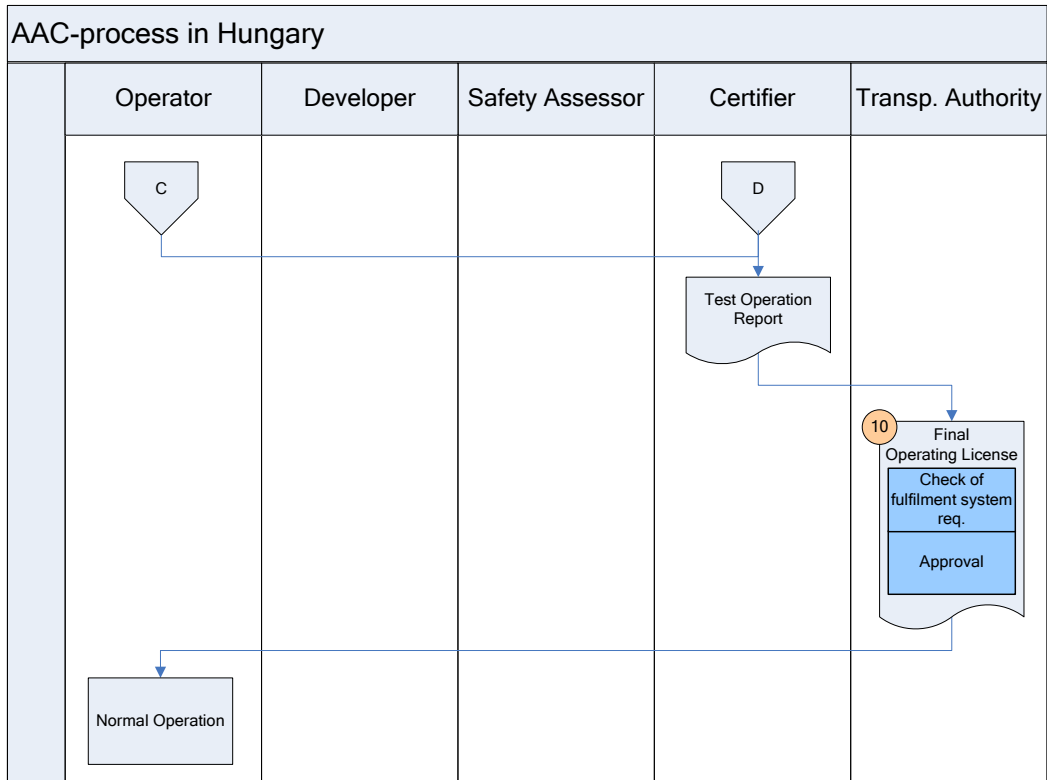 AAC-process in Hungary
Operator
Developer
Safety Assessor
Certifier
Transp. Authority
C
D
Test Operation
Report
10
Final
Operating License
Check of
fulfilment system
req.
Approval
Normal Operation